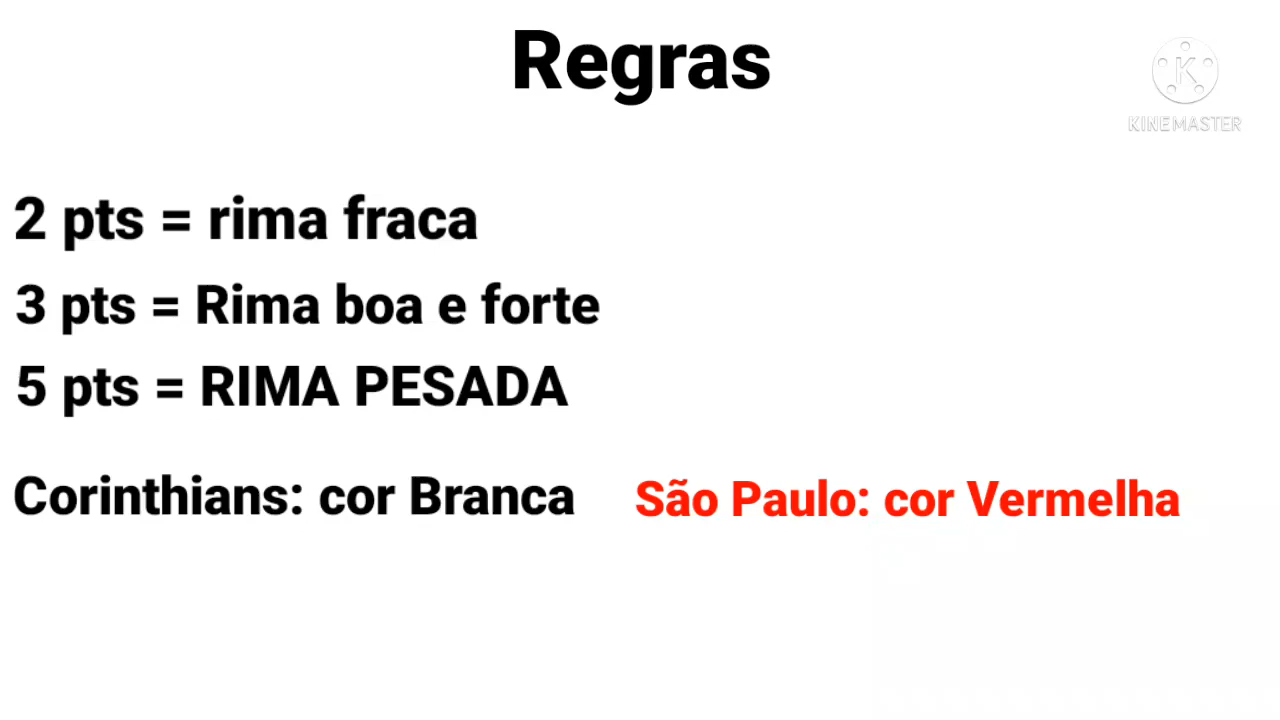 Regras
KINEMASTER
2 pts = rima fraca
3 pts = Rima boa e forte
5 pts = RIMA PESADA
Corinthians: cor Branca
São Paulo: cor Vermelha